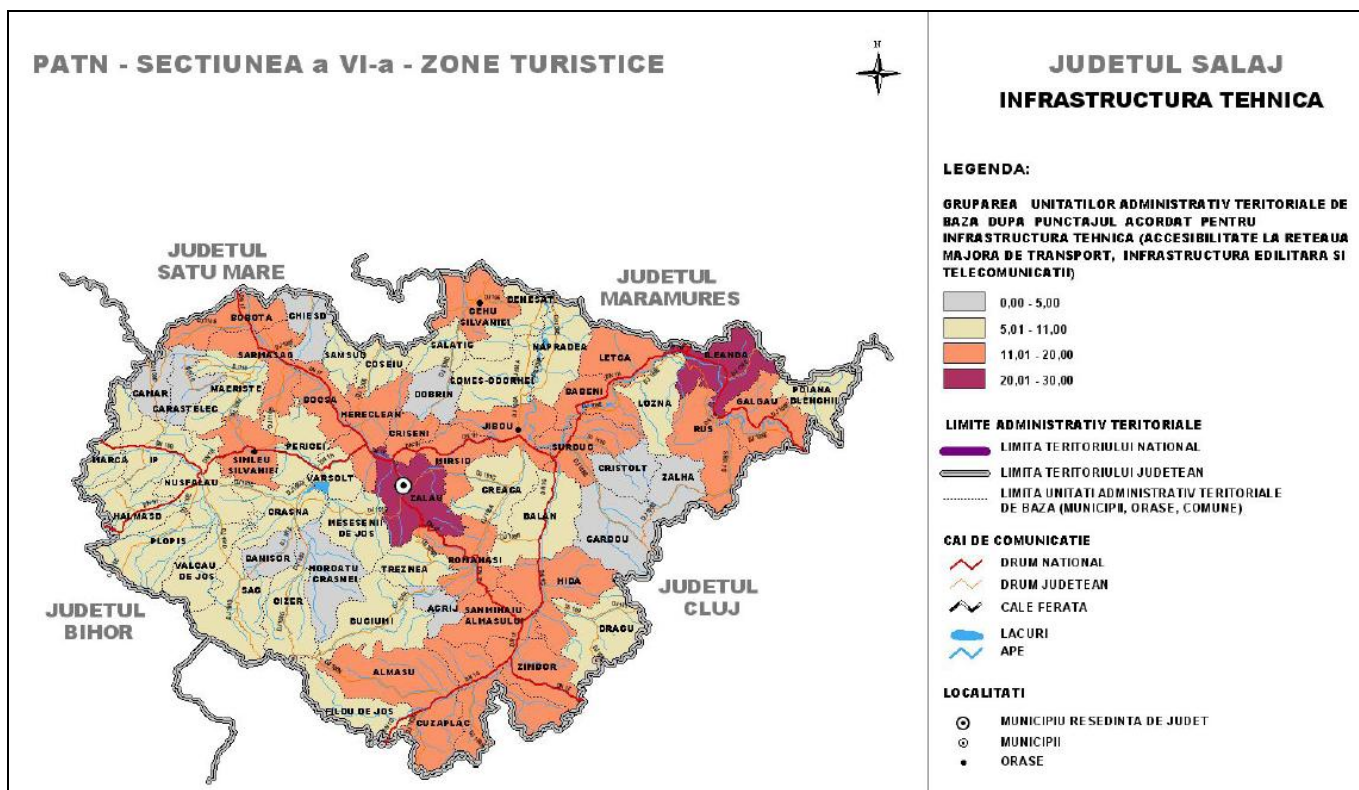 PATN - SECTIUNEA a VI-a - ZONE TURISTICE
N
JUDETUL SALAJ
INFRASTRUCTURA TEHNICA
LEGENDA:
GRUPAREA UNITATILOR ADMINISTRATIV TERITORIALE DE
BAZA DUPA PUNCTAJUL ACORDAT PENTRU
INFRASTRUCTURA TEHNICA (ACCESIBILITATE LA RETEAUA
MAJORA DE TRANSPORT, INFRASTRUCTURA EDILITARA SI
TELECOMUNICATII)
0,00 - 5,00
5,01 - 11,00
11,01 - 20,00
20,01 - 30,00
LIMITE ADMINISTRATIV TERITORIALE
LIMITA TERITORIULUI NATIONAL
LIMITA TERITORIULUI JUDETEAN
LIMITA UNITATI ADMINISTRATIV TERITORIALE
DE BAZA (MUNICIPII, ORASE, COMUNE)
CAI DE COMUNICATIE
DRUM NATIONAL
DRUM JUDETEAN
CALE FERATA
LACURI
APE
LOCALITATI
MUNICIPIU RESEDINTA DE JUDET
MUNICIPII
ORASE
JUDETUL
SATU MARE
JUDETUL
MARAMURES
JUDETUL
CLUJ
JUDETUL
BIHOR
BOBOTA
CHIESD
SARMASAG
SAMSUD
COSEIU
SALATIG
CEHU
SILVANIEI
BENESAT
NAPRADEA
LETCA
ILEANDA
POIANA
BLENCHII
CAMAR
CARASTELEC
MAERISTE
BOCSA
HERECLEAN
DOBRIN
SOMES-ODORHEI
BABENI
LOZNA
RUS
GALGAU
CRISENI
JIBOU
SURDUC
CRISTOLT
ZALHA
MARCA
IP
SIMLEU
SILVANIEI
PERICEI
VARSOLT
MIRSID
NUSFALAU
ZALAU
CREACA
BALAN
GARBOU
HALMASD
CRASNA
MESESENII
DE JOS
PLOPIS
VALCAU
DE JOS
BANISOR
HOROATU
CRASNEI
TREZNEA
ROMANASI
HIDA
SAG
CIZER
AGRIJ
SANMIHAIU
ALMASULUI
BUCIUMI
DRAGU
ALMASU
ZIMBOR
FILDU DE JOS
CUZAPLAC